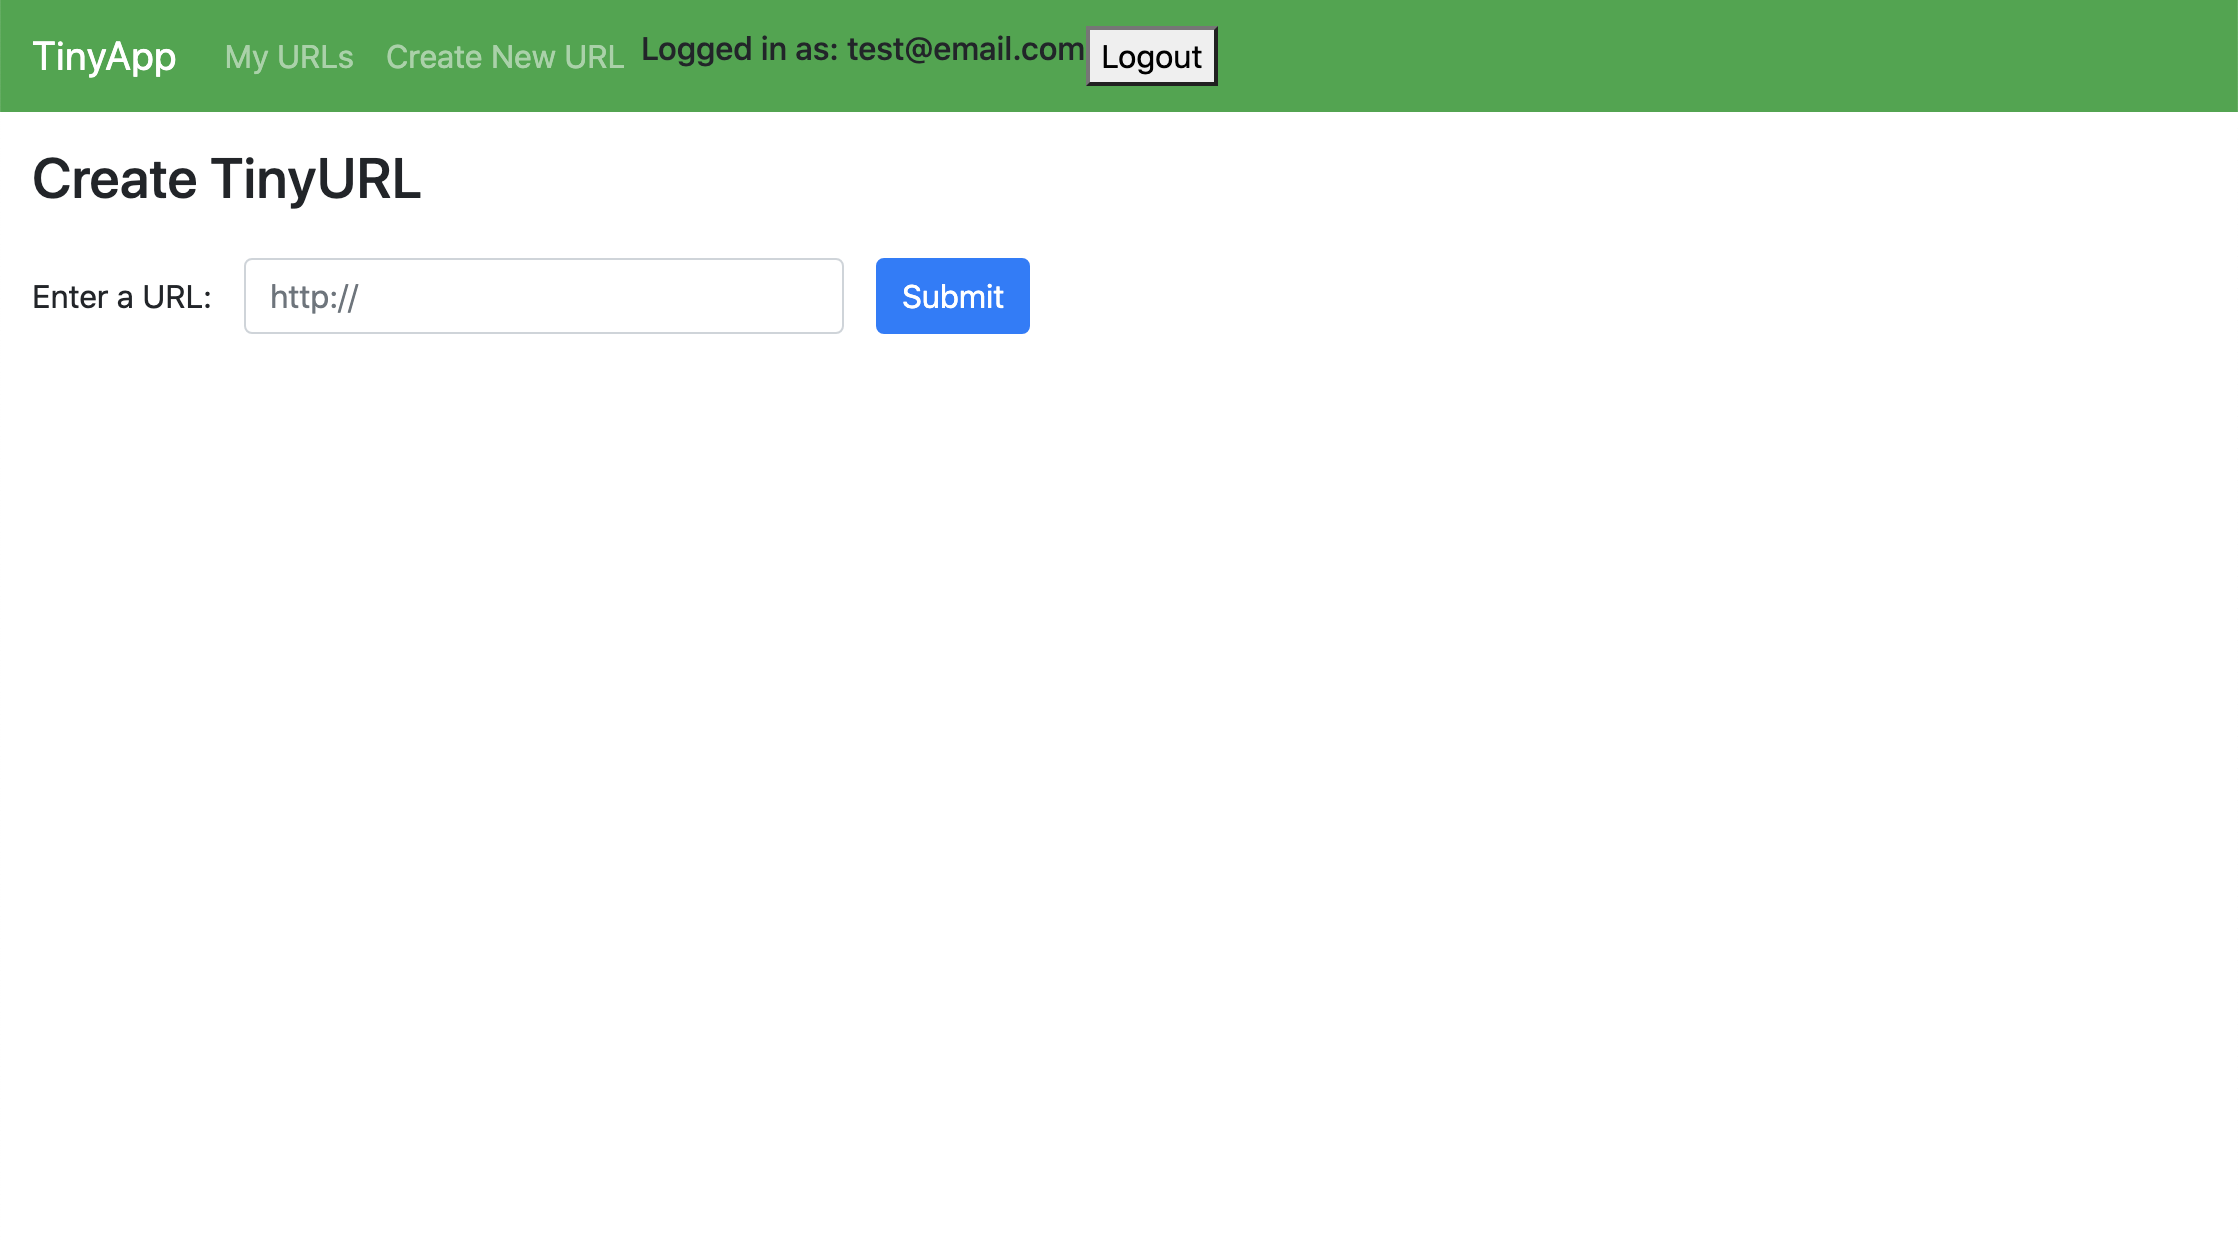 TinyApp My URLs Create New URL Logged in as: test@email.com Logout
Create TinyURL
Enter a URL: http:// Submit